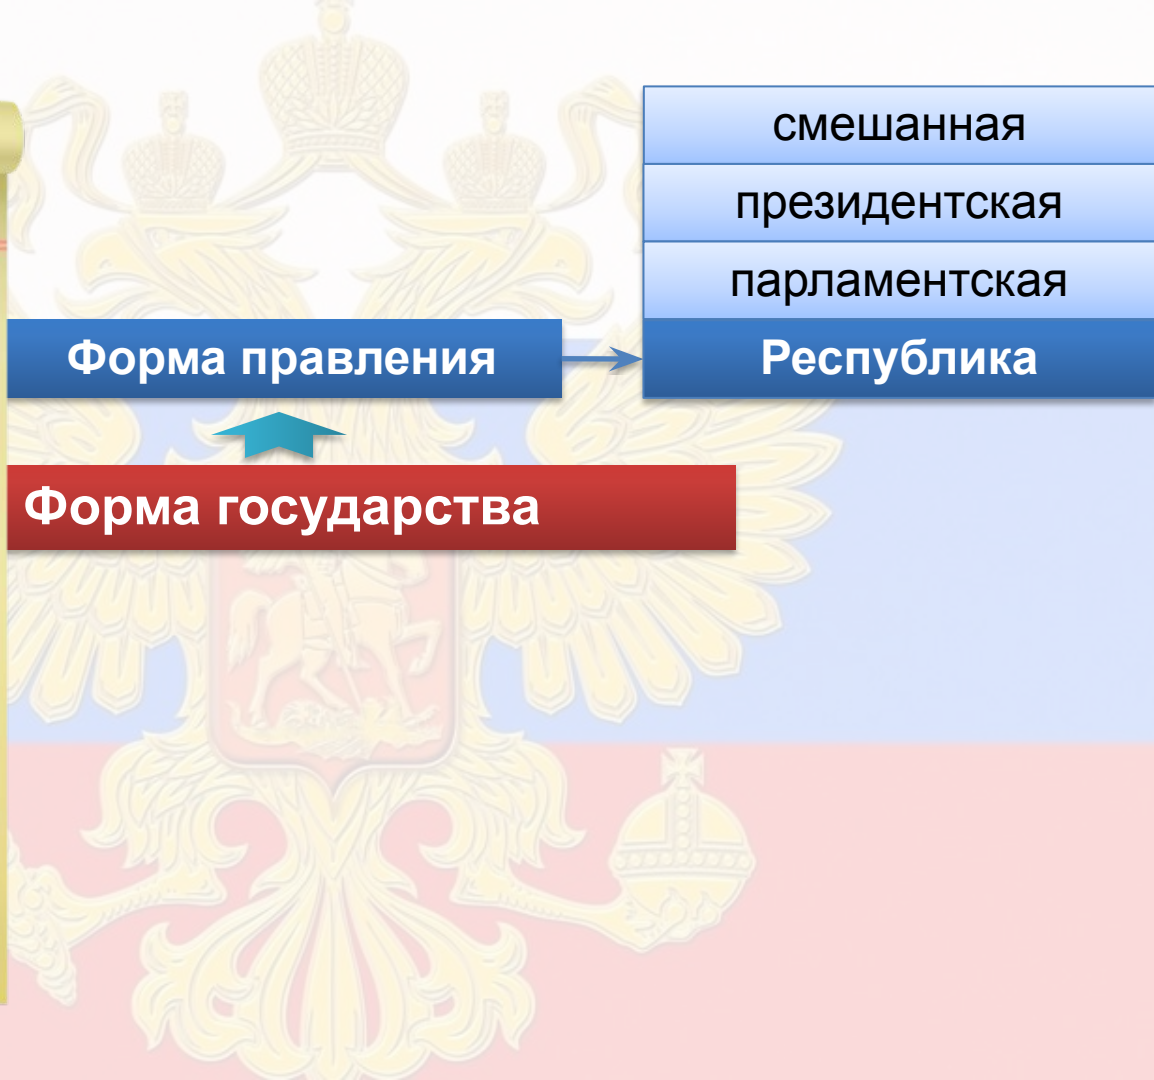 смешанная
президентская
парламентская
Форма правления
Республика
Форма государства